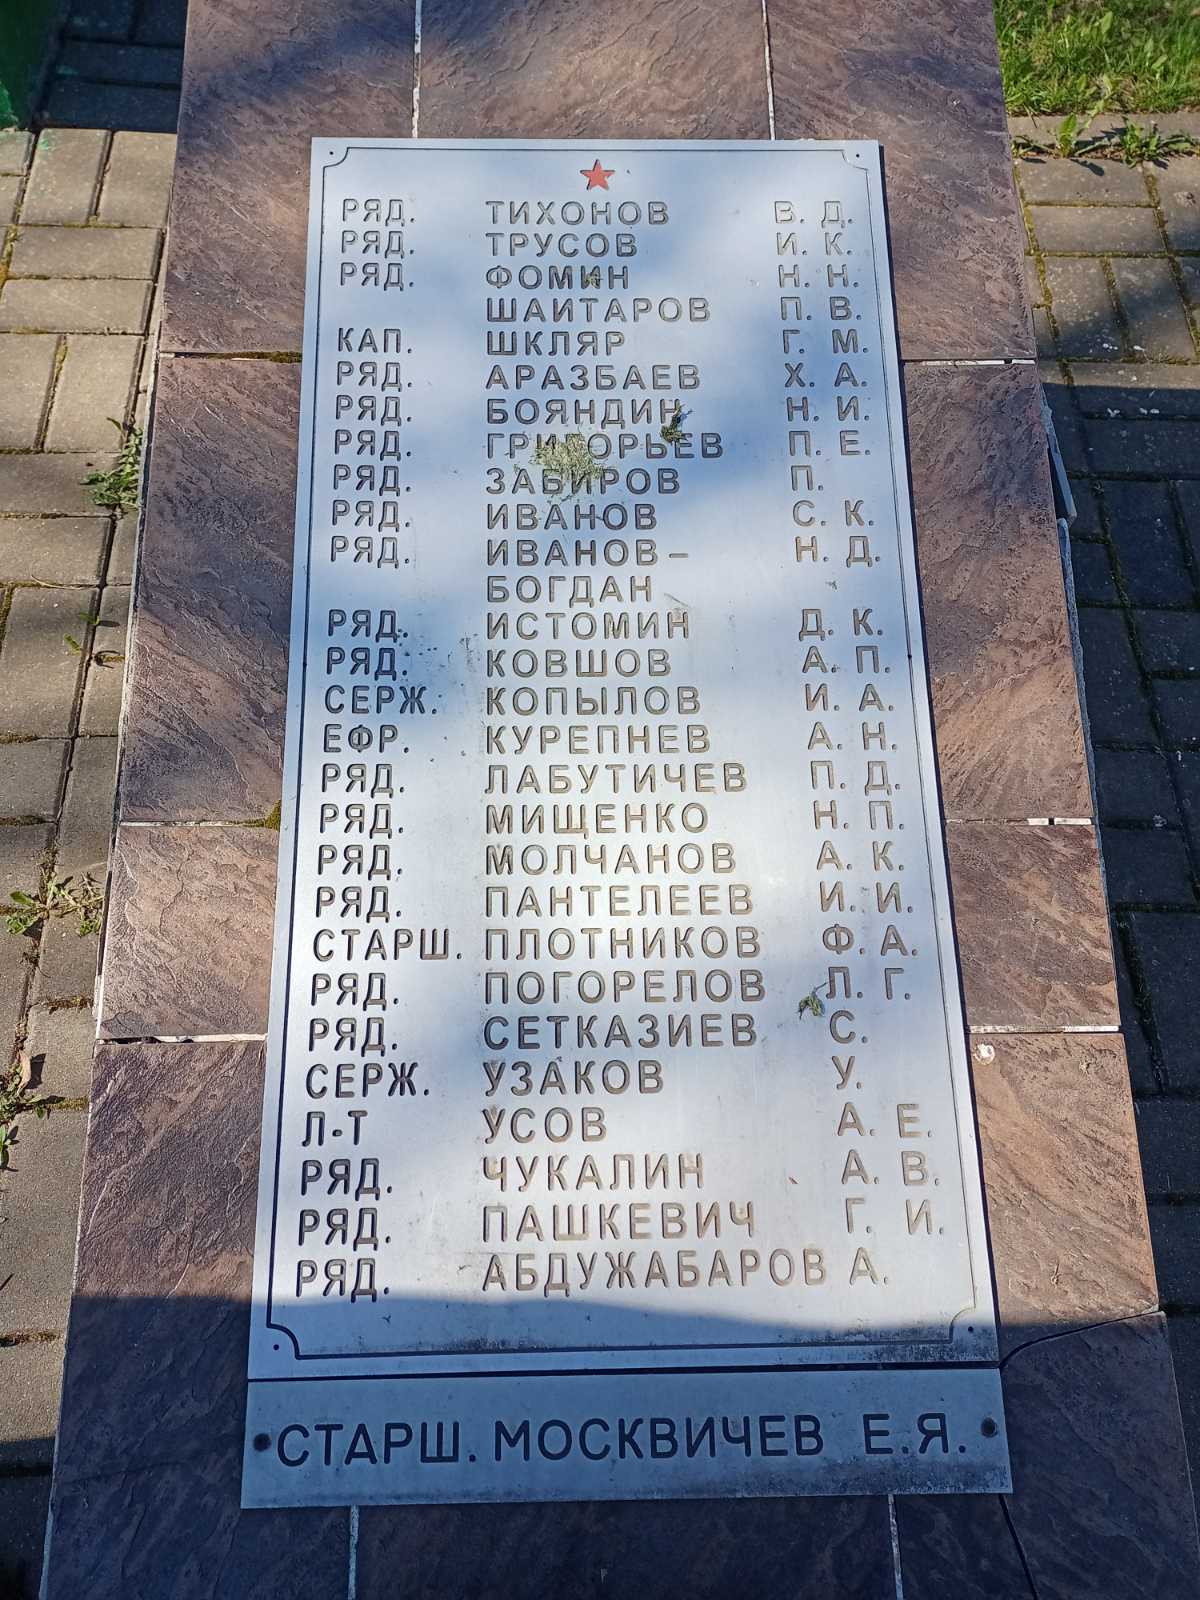 РЯД. ТИХОНОВ В. Д.
РЯД. ТРУСОВ И. К.
РЯД. ФОМИН Н. Н.
ШАИТАРОВ П. В.
КАП. ШКЛЯР Г. М.
РЯД. АРАЗБАЕВ Х. А.
РЯД. БОЯНДИН Н. И.
РЯД. ГРИГОРЬЕВ П. Е.
РЯД. ЗАБИРОВ П.
РЯД. ИВАНОВ С. К.
РЯД. ИВАНОВ – Н. Д.
БОГДАН
РЯД. ИСТОМИН Д. К.
РЯД. КОВШОВ А. П.
СЕРЖ. КОПЫЛОВ И. А.
ЕФР. КУРЕПНЕВ А. Н.
РЯД. ЛАБУТИЧЕВ П. Д.
РЯД. МИЩЕНКО Н. П.
РЯД. МОЛЧАНОВ А. К.
РЯД. ПАНТЕЛЕЕВ И. И.
СТАРШ. ПЛОТНИКОВ Ф. А.
РЯД. ПОГОРЕЛОВ Л. Г.
РЯД. СЕТКАЗИЕВ С.
СЕРЖ. УЗАКОВ У.
Л-Т УСОВ А. Е.
РЯД. ЧУКАЛИН А. В.
РЯД. ПАШКЕВИЧ Г. И.
РЯД. АБДУЖАБАРОВ А.
СТАРШ. МОСКВИЧЕВ Е.Я.